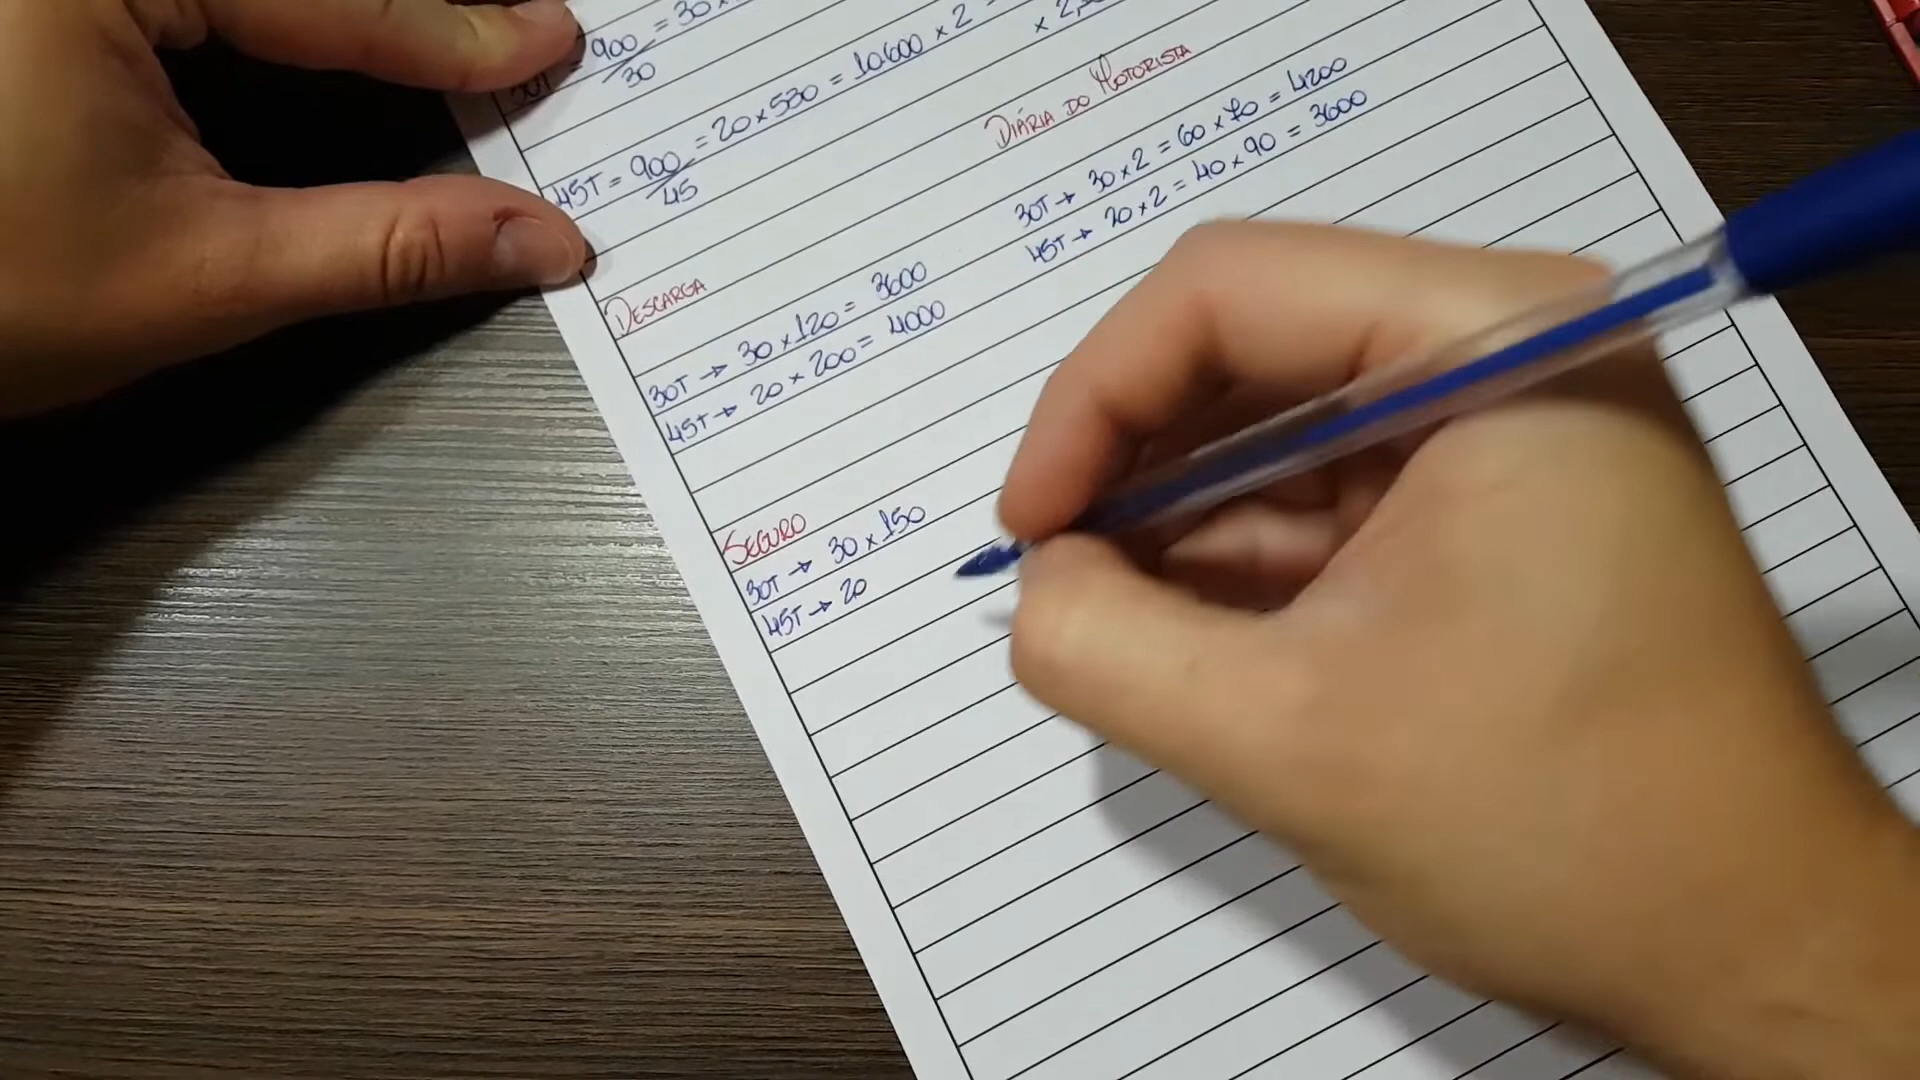 900 = 30 x
30
45T = 900 = 20 x 530 = 10600 x 2 =
45
x 2,
DIÁRIA DO MOTORISTA
30T → 30 x 2 = 60 x 70 = 4200
45T → 20 x 2 = 40 x 90 = 3600
DESCARGA
30T → 30 x 120 = 3600
45T → 20 x 200 = 4000
SEGURO
30T → 30 x 150
45T → 20